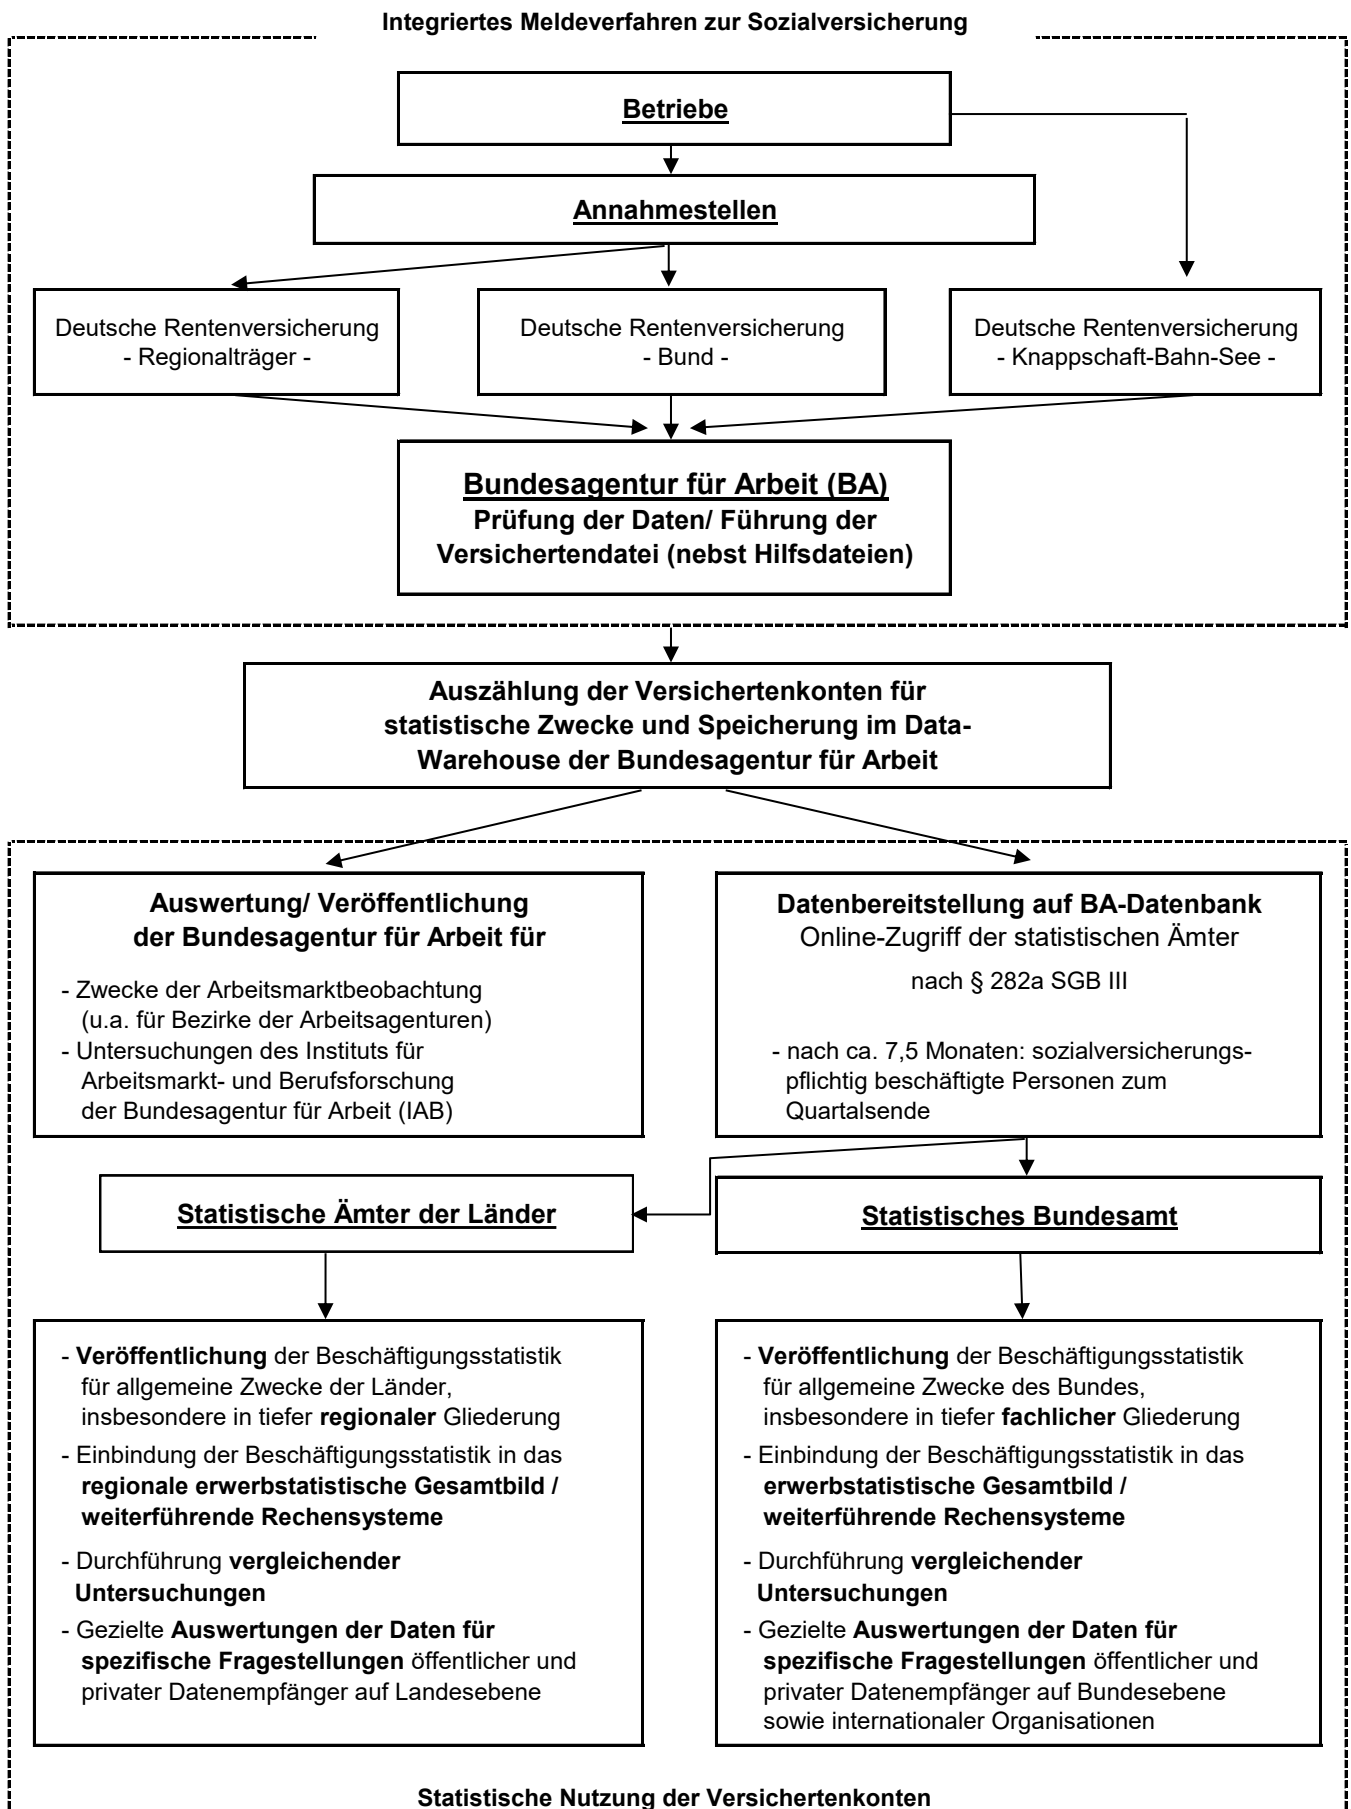 Integriertes Meldeverfahren zur Sozialversicherung
Betriebe
Annahmestellen
Deutsche Rentenversicherung
- Regionalträger -
Deutsche Rentenversicherung
- Bund -
Deutsche Rentenversicherung
- Knappschaft-Bahn-See -
Bundesagentur für Arbeit (BA)
Prüfung der Daten/ Führung der
Versichertendatei (nebst Hilfsdateien)
Auszählung der Versichertenkonten für
statistische Zwecke und Speicherung im Data-
Warehouse der Bundesagentur für Arbeit
Auswertung/ Veröffentlichung
der Bundesagentur für Arbeit für
- Zwecke der Arbeitsmarktbeobachtung
(u.a. für Bezirke der Arbeitsagenturen)
- Untersuchungen des Instituts für
Arbeitsmarkt- und Berufsforschung
der Bundesagentur für Arbeit (IAB)
Datenbereitstellung auf BA-Datenbank
Online-Zugriff der statistischen Ämter
nach § 282a SGB III
- nach ca. 7,5 Monaten: sozialversicherungs-
pflichtig beschäftigte Personen zum
Quartalsende
Statistische Ämter der Länder
Statistisches Bundesamt
- Veröffentlichung der Beschäftigungsstatistik
für allgemeine Zwecke der Länder,
insbesondere in tiefer regionaler Gliederung
- Einbindung der Beschäftigungsstatistik in das
regionale erwerbstatistische Gesamtbild /
weiterführende Rechensysteme
- Durchführung vergleichender
Untersuchungen
- Gezielte Auswertungen der Daten für
spezifische Fragestellungen öffentlicher und
privater Datenempfänger auf Landesebene
- Veröffentlichung der Beschäftigungsstatistik
für allgemeine Zwecke des Bundes,
insbesondere in tiefer fachlicher Gliederung
- Einbindung der Beschäftigungsstatistik in das
erwerbstatistische Gesamtbild /
weiterführende Rechensysteme
- Durchführung vergleichender
Untersuchungen
- Gezielte Auswertungen der Daten für
spezifische Fragestellungen öffentlicher und
privater Datenempfänger auf Bundesebene
sowie internationaler Organisationen
Statistische Nutzung der Versichertenkonten